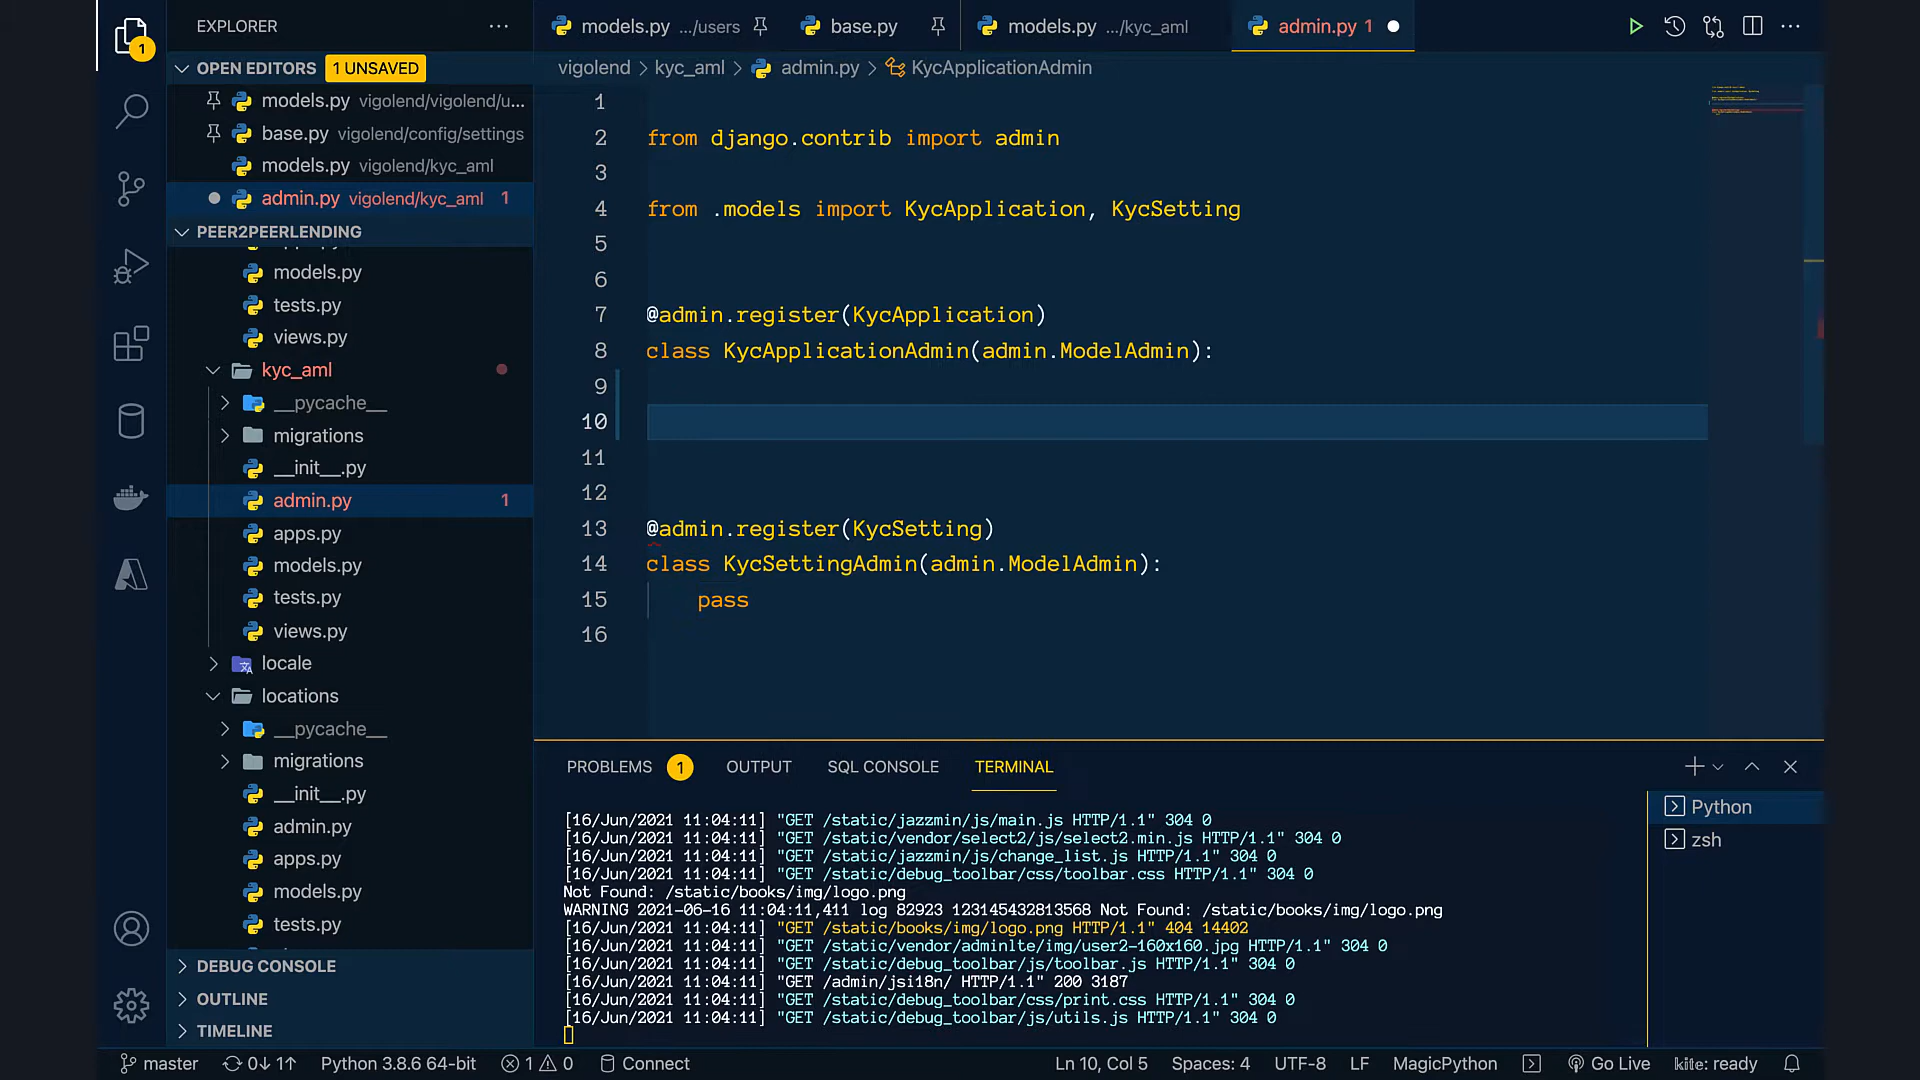 EXPLORER
OPEN EDITORS 1 UNSAVED
models.py vigolend/vigolend/u...
base.py vigolend/config/settings
models.py vigolend/kyc_aml
admin.py vigolend/kyc_aml 1
PEER2PEERLENDING
models.py
tests.py
views.py
kyc_aml
__pycache__
migrations
__init__.py
admin.py 1
apps.py
models.py
tests.py
views.py
locale
locations
__pycache__
migrations
__init__.py
admin.py
apps.py
models.py
tests.py
DEBUG CONSOLE
OUTLINE
TIMELINE
1
models.py .../users
base.py
models.py .../kyc_aml
admin.py 1
vigolend > kyc_aml > admin.py > KycApplicationAdmin
1
2 from django.contrib import admin
3
4 from .models import KycApplication, KycSetting
5
6
7 @admin.register(KycApplication)
8 class KycApplicationAdmin(admin.ModelAdmin):
9
10
11
12
13 @admin.register(KycSetting)
14 class KycSettingAdmin(admin.ModelAdmin):
15 pass
16
PROBLEMS 1 OUTPUT SQL CONSOLE TERMINAL
[16/Jun/2021 11:04:11] "GET /static/jazzmin/js/main.js HTTP/1.1" 304 0
[16/Jun/2021 11:04:11] "GET /static/vendor/select2/js/select2.min.js HTTP/1.1" 304 0
[16/Jun/2021 11:04:11] "GET /static/jazzmin/js/change_list.js HTTP/1.1" 304 0
[16/Jun/2021 11:04:11] "GET /static/debug_toolbar/css/toolbar.css HTTP/1.1" 304 0
Not Found: /static/books/img/logo.png
WARNING 2021-06-16 11:04:11,411 log 82923 123145432813568 Not Found: /static/books/img/logo.png
[16/Jun/2021 11:04:11] "GET /static/books/img/logo.png HTTP/1.1" 404 14402
[16/Jun/2021 11:04:11] "GET /static/vendor/adminlte/img/user2-160x160.jpg HTTP/1.1" 304 0
[16/Jun/2021 11:04:11] "GET /static/debug_toolbar/js/toolbar.js HTTP/1.1" 304 0
[16/Jun/2021 11:04:11] "GET /admin/jsi18n/ HTTP/1.1" 200 3187
[16/Jun/2021 11:04:11] "GET /static/debug_toolbar/css/print.css HTTP/1.1" 304 0
[16/Jun/2021 11:04:11] "GET /static/debug_toolbar/js/utils.js HTTP/1.1" 304 0
Python
zsh
master 0↓ 1↑ Python 3.8.6 64-bit 1 0 Connect Ln 10, Col 5 Spaces: 4 UTF-8 LF MagicPython Go Live kite: ready